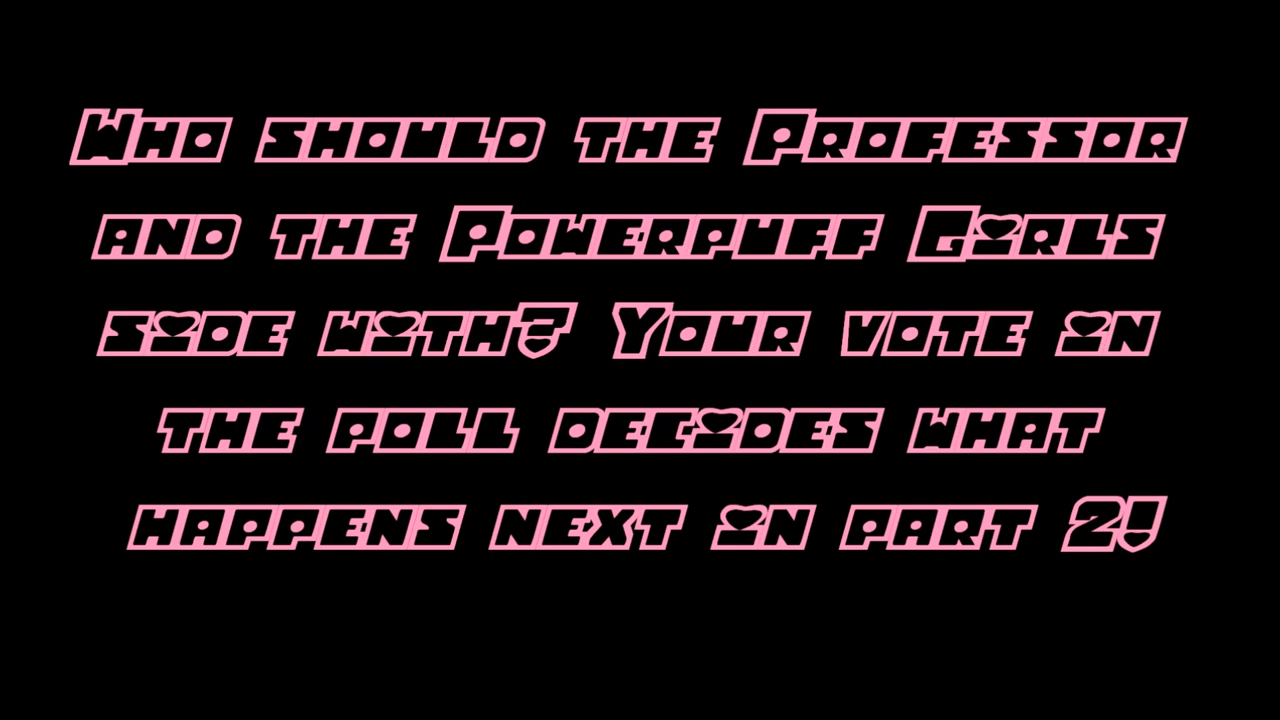 Who should the Professor
and the Powerpuff Girls
side with? Your vote in
the poll decides what
happens next in part 2!